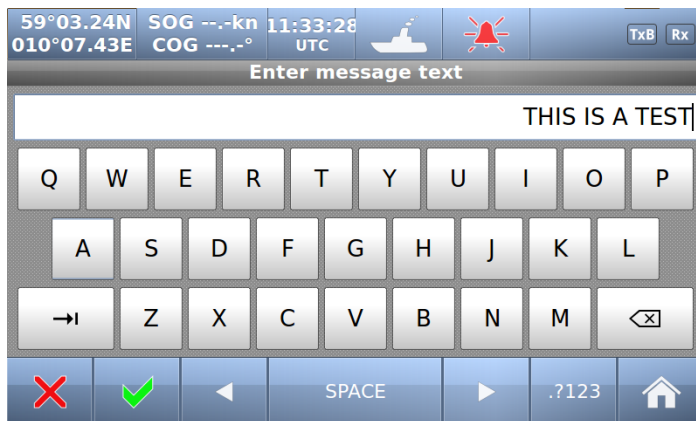 59°03.24N SOG --.-kn 11:33:28
010°07.43E COG ---.-° UTC TxB Rx
Enter message text
THIS IS A TEST
Q W E R T Y U I O P
A S D F G H J K L
Z X C V B N M
SPACE .?123